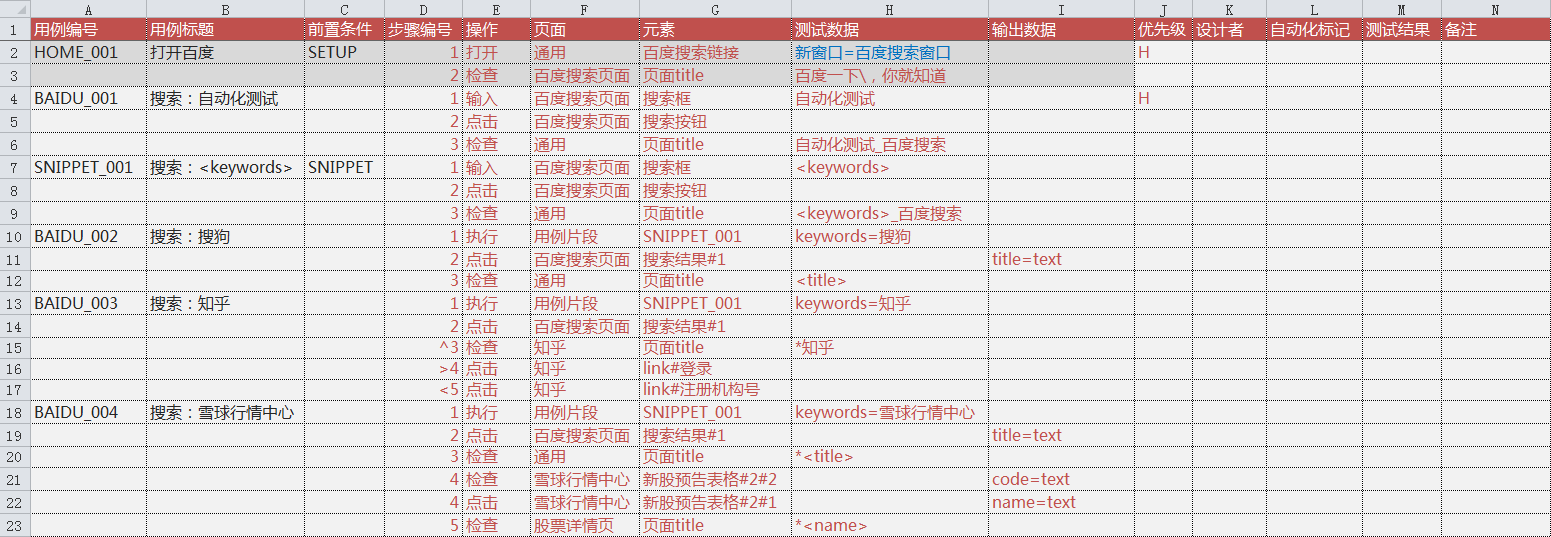 A B C D E F G H I J K L M N
1 用例编号 用例标题 前置条件 步骤编号 操作 页面 元素 测试数据 输出数据 优先级 设计者 自动化标记 测试结果 备注
2 HOME_001 打开百度 SETUP 1 打开 通用 百度搜索链接 新窗口=百度搜索窗口 H
3 2 检查 百度搜索页面 页面title 百度一下\，你就知道
4 BAIDU_001 搜索：自动化测试 1 输入 百度搜索页面 搜索框 自动化测试 H
5 2 点击 百度搜索页面 搜索按钮
6 3 检查 通用 页面title 自动化测试_百度搜索
7 SNIPPET_001 搜索：<keywords> SNIPPET 1 输入 百度搜索页面 搜索框 <keywords>
8 2 点击 百度搜索页面 搜索按钮
9 3 检查 通用 页面title <keywords>_百度搜索
10 BAIDU_002 搜索：搜狗 1 执行 用例片段 SNIPPET_001 keywords=搜狗
11 2 点击 百度搜索页面 搜索结果#1 title=text
12 3 检查 通用 页面title <title>
13 BAIDU_003 搜索：知乎 1 执行 用例片段 SNIPPET_001 keywords=知乎
14 2 点击 百度搜索页面 搜索结果#1
15 ^3 检查 知乎 页面title *知乎
16 >4 点击 知乎 link#登录
17 <5 点击 知乎 link#注册机构号
18 BAIDU_004 搜索：雪球行情中心 1 执行 用例片段 SNIPPET_001 keywords=雪球行情中心
19 2 点击 百度搜索页面 搜索结果#1 title=text
20 3 检查 通用 页面title *<title>
21 4 检查 雪球行情中心 新股预告表格#2#2 code=text
22 4 点击 雪球行情中心 新股预告表格#2#1 name=text
23 5 检查 股票详情页 页面title *<name>